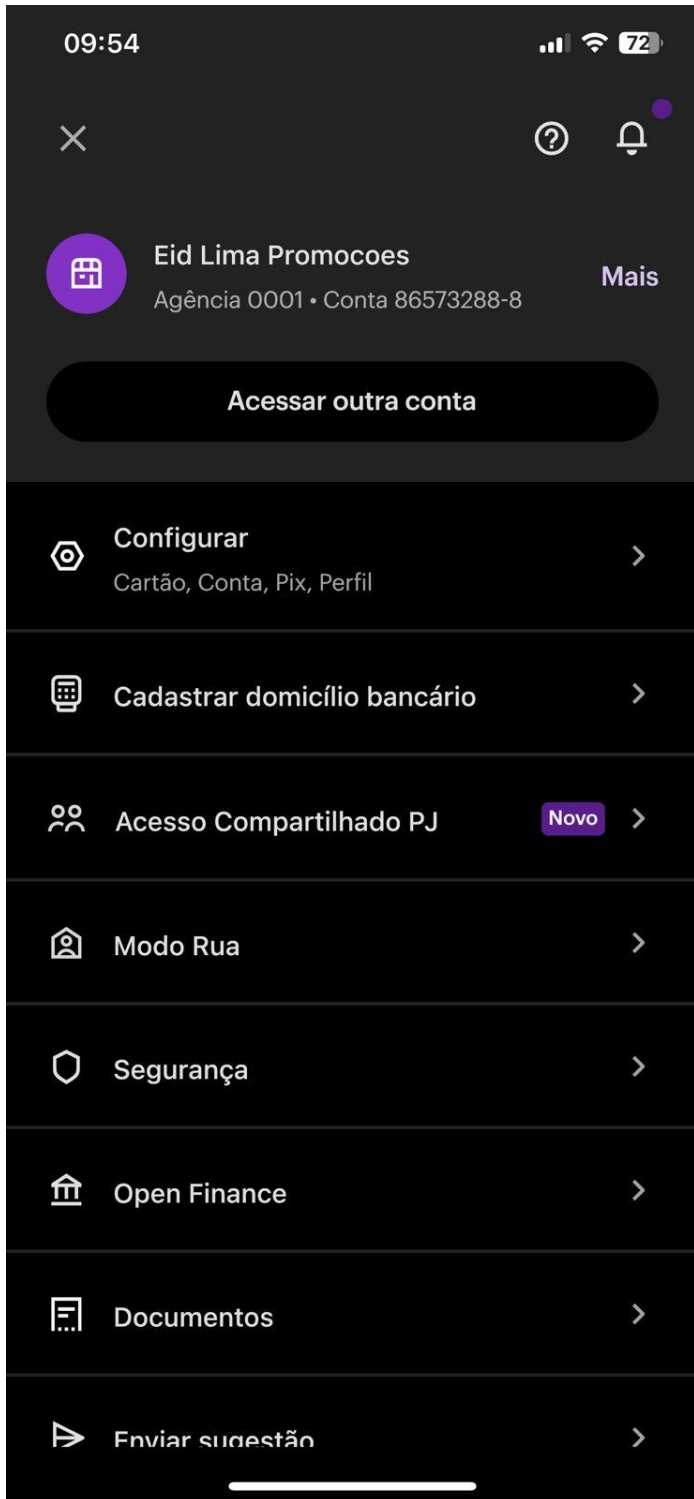 09:54
72
Eid Lima Promocoes
Agência 0001 • Conta 86573288-8
Mais
Acessar outra conta
Configurar
Cartão, Conta, Pix, Perfil
Cadastrar domicílio bancário
Acesso Compartilhado PJ
Novo
Modo Rua
Segurança
Open Finance
Documentos
Enviar sugestão